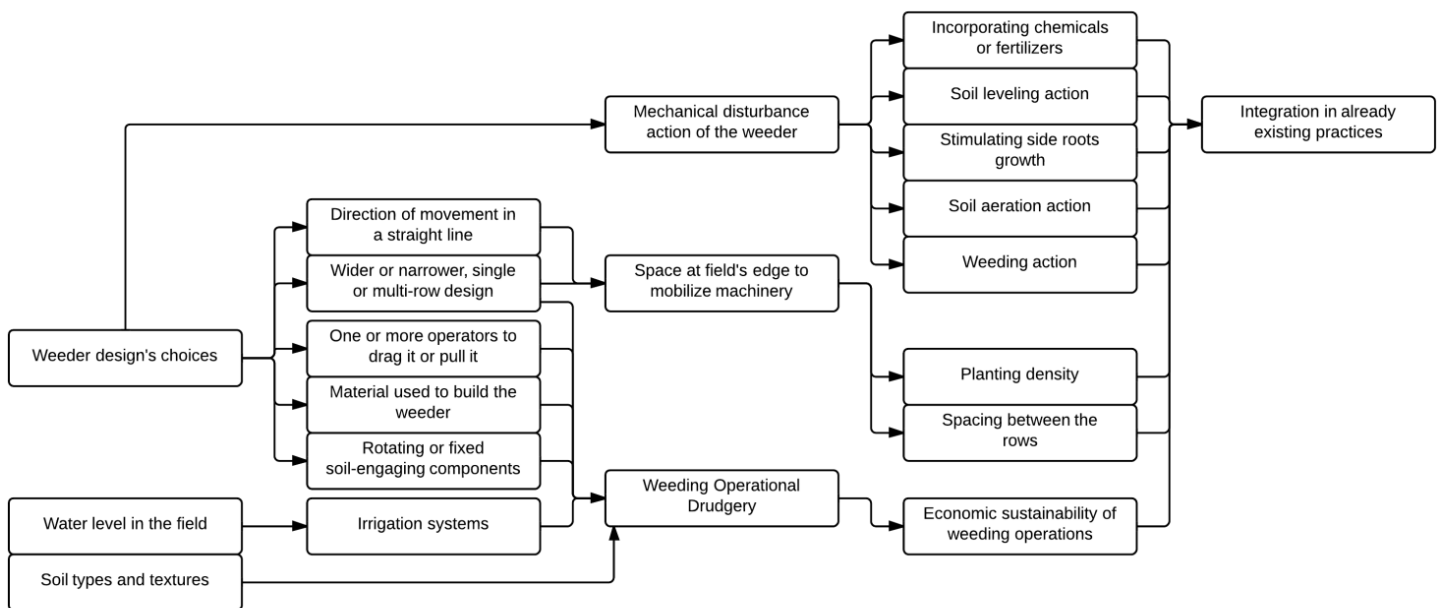 Incorporating chemicals
or fertilizers
Soil leveling action
Mechanical disturbance
action of the weeder
Integration in already
existing practices
Stimulating side roots
growth
Soil aeration action
Weeding action
Direction of movement in
a straight line
Wider or narrower, single
or multi-row design
Space at field's edge to
mobilize machinery
Weeder design's choices
One or more operators to
drag it or pull it
Material used to build the
weeder
Rotating or fixed
soil-engaging components
Planting density
Spacing between the
rows
Weeding Operational
Drudgery
Water level in the field
Irrigation systems
Economic sustainability of
weeding operations
Soil types and textures